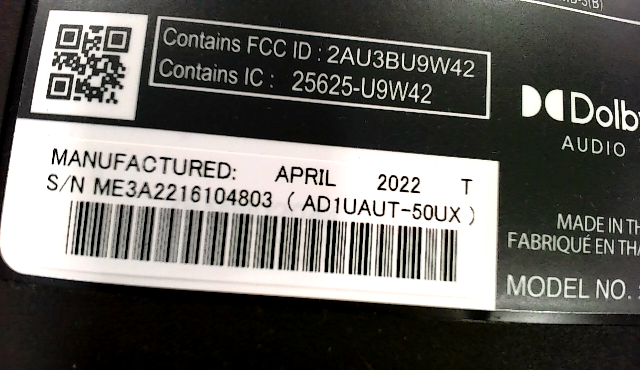 Contains FCC ID : 2AU3BU9W42
Contains IC : 25625-U9W42
Dolby
AUDIO
MANUFACTURED: APRIL 2022 T
S/N ME3A2216104803 ( AD1UAUT-50UX )
MADE IN TH
FABRIQUÉ EN THA
MODEL NO. :